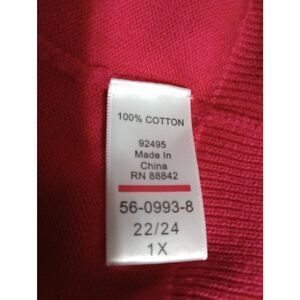 100% COTTON
92495
Made In
China
RN 88842
56-0993-8
22/24
1X